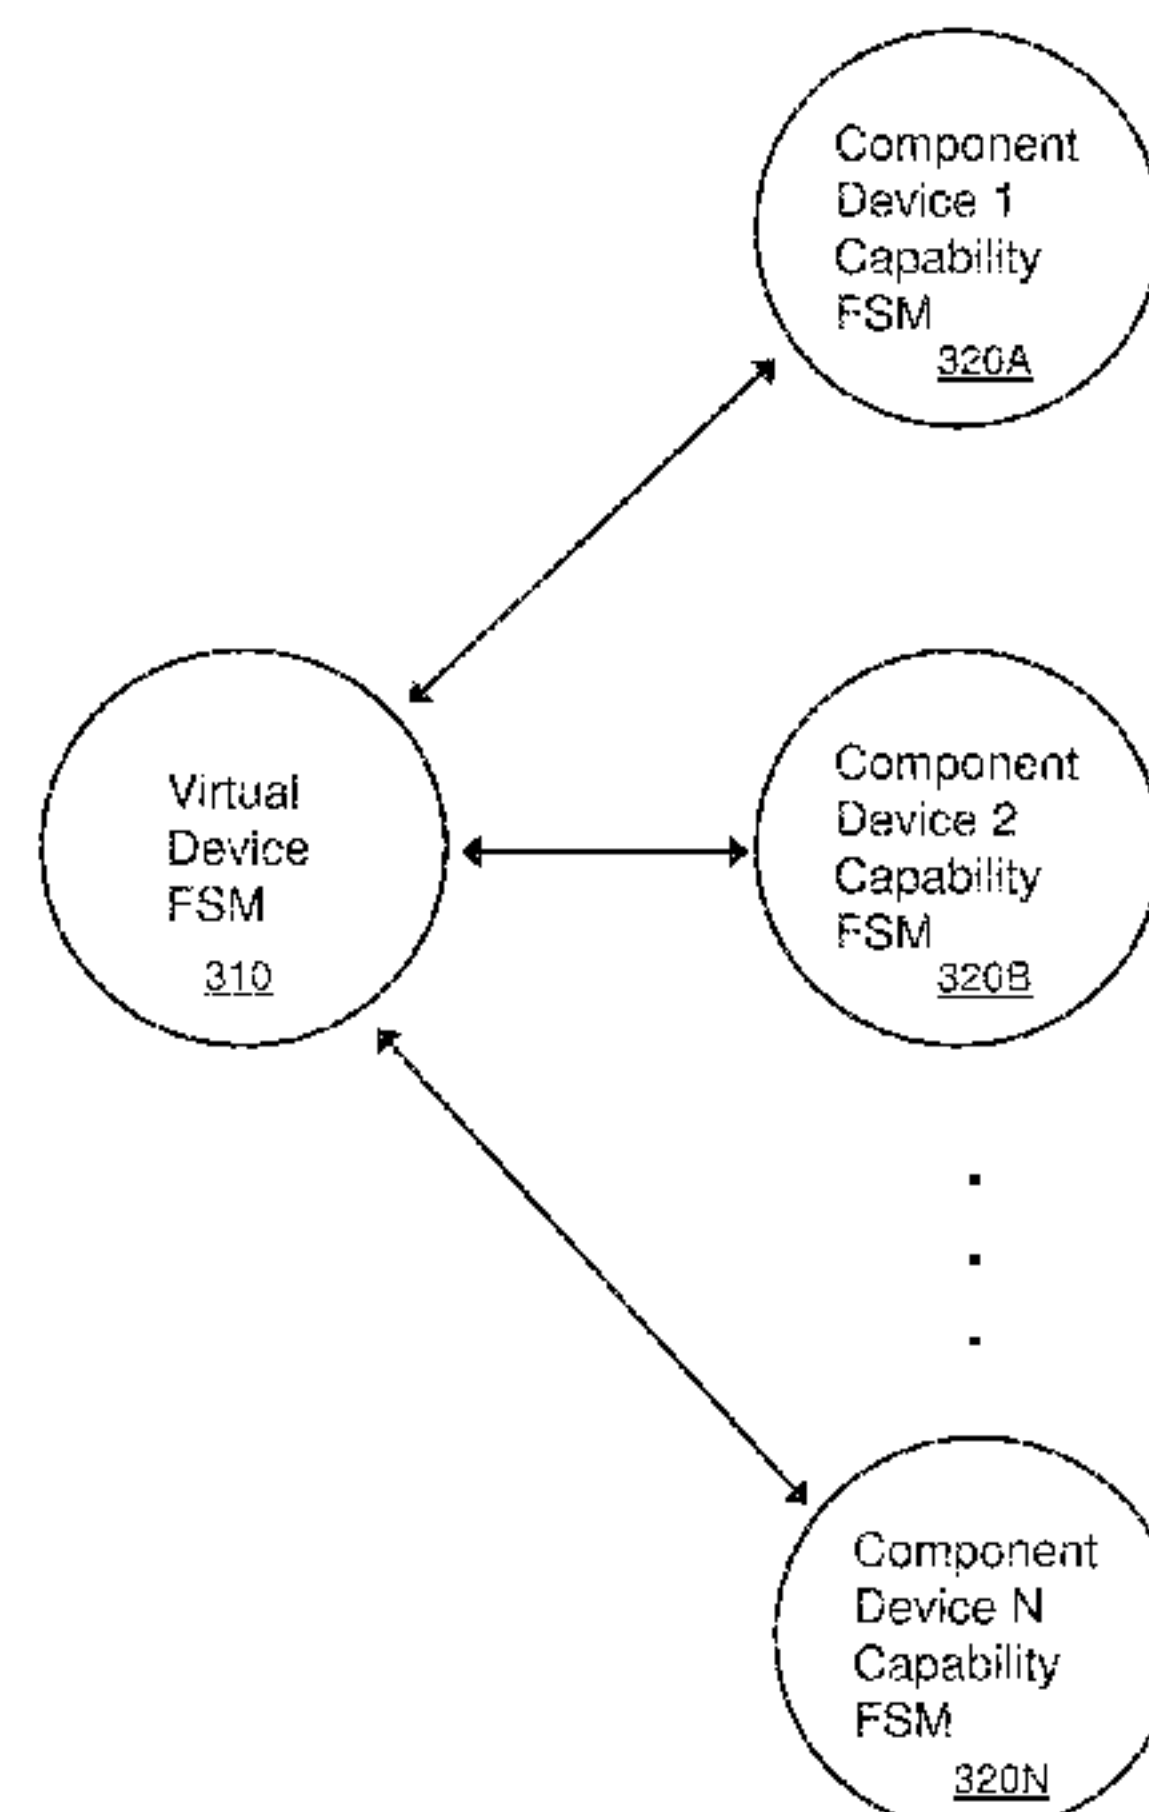 Component
Device 1
Capability
FSM
320A
Virtual
Device
FSM
310
Component
Device 2
Capability
FSM
320B
Component
Device N
Capability
FSM
320N